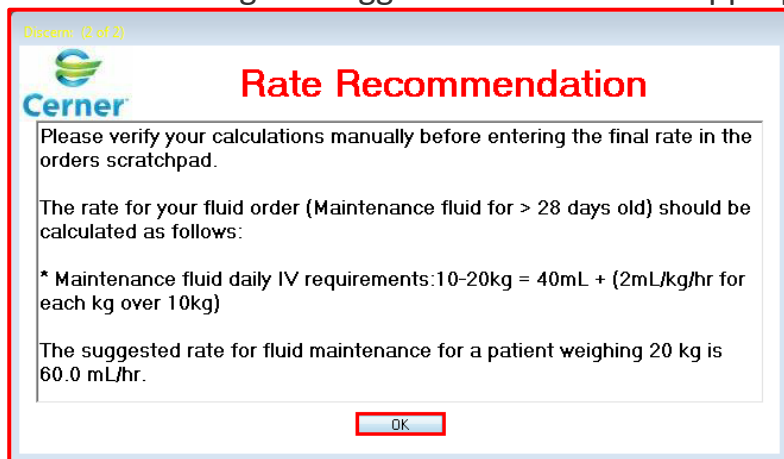 Discern: (2 of 2)
Cerner
Rate Recommendation
Please verify your calculations manually before entering the final rate in the
orders scratchpad.
The rate for your fluid order (Maintenance fluid for > 28 days old) should be
calculated as follows:
* Maintenance fluid daily IV requirements:10-20kg = 40mL + (2mL/kg/hr for
each kg over 10kg)
The suggested rate for fluid maintenance for a patient weighing 20 kg is
60.0 mL/hr.
OK